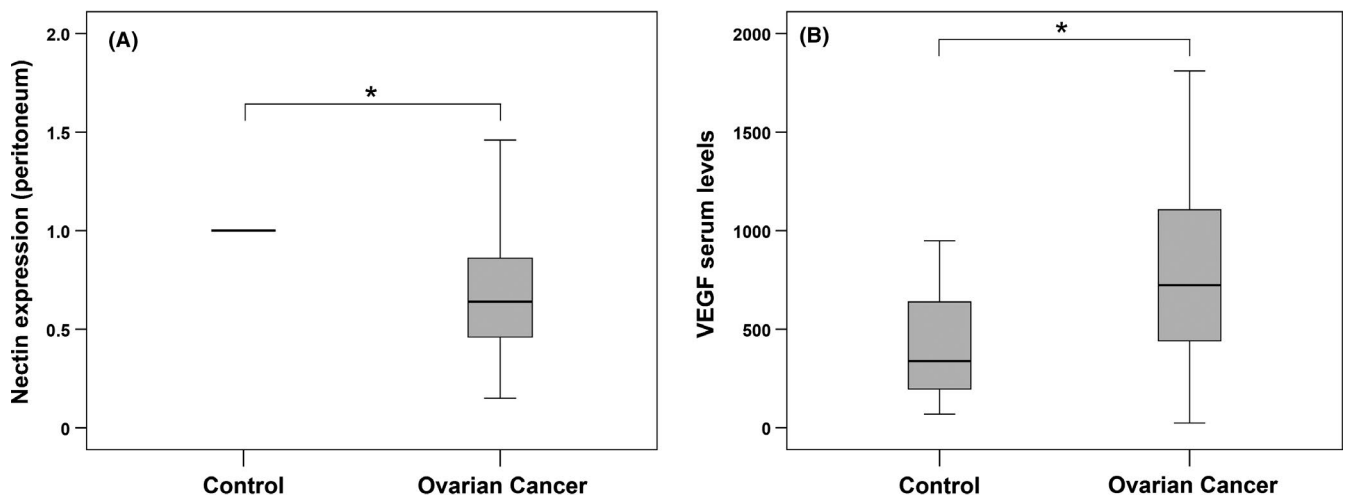 (A)
Nectin expression (peritoneum)
2.0
1.5
1.0
0.5
0
*
Control
Ovarian Cancer
(B)
VEGF serum levels
2000
1500
1000
500
0
*
Control
Ovarian Cancer